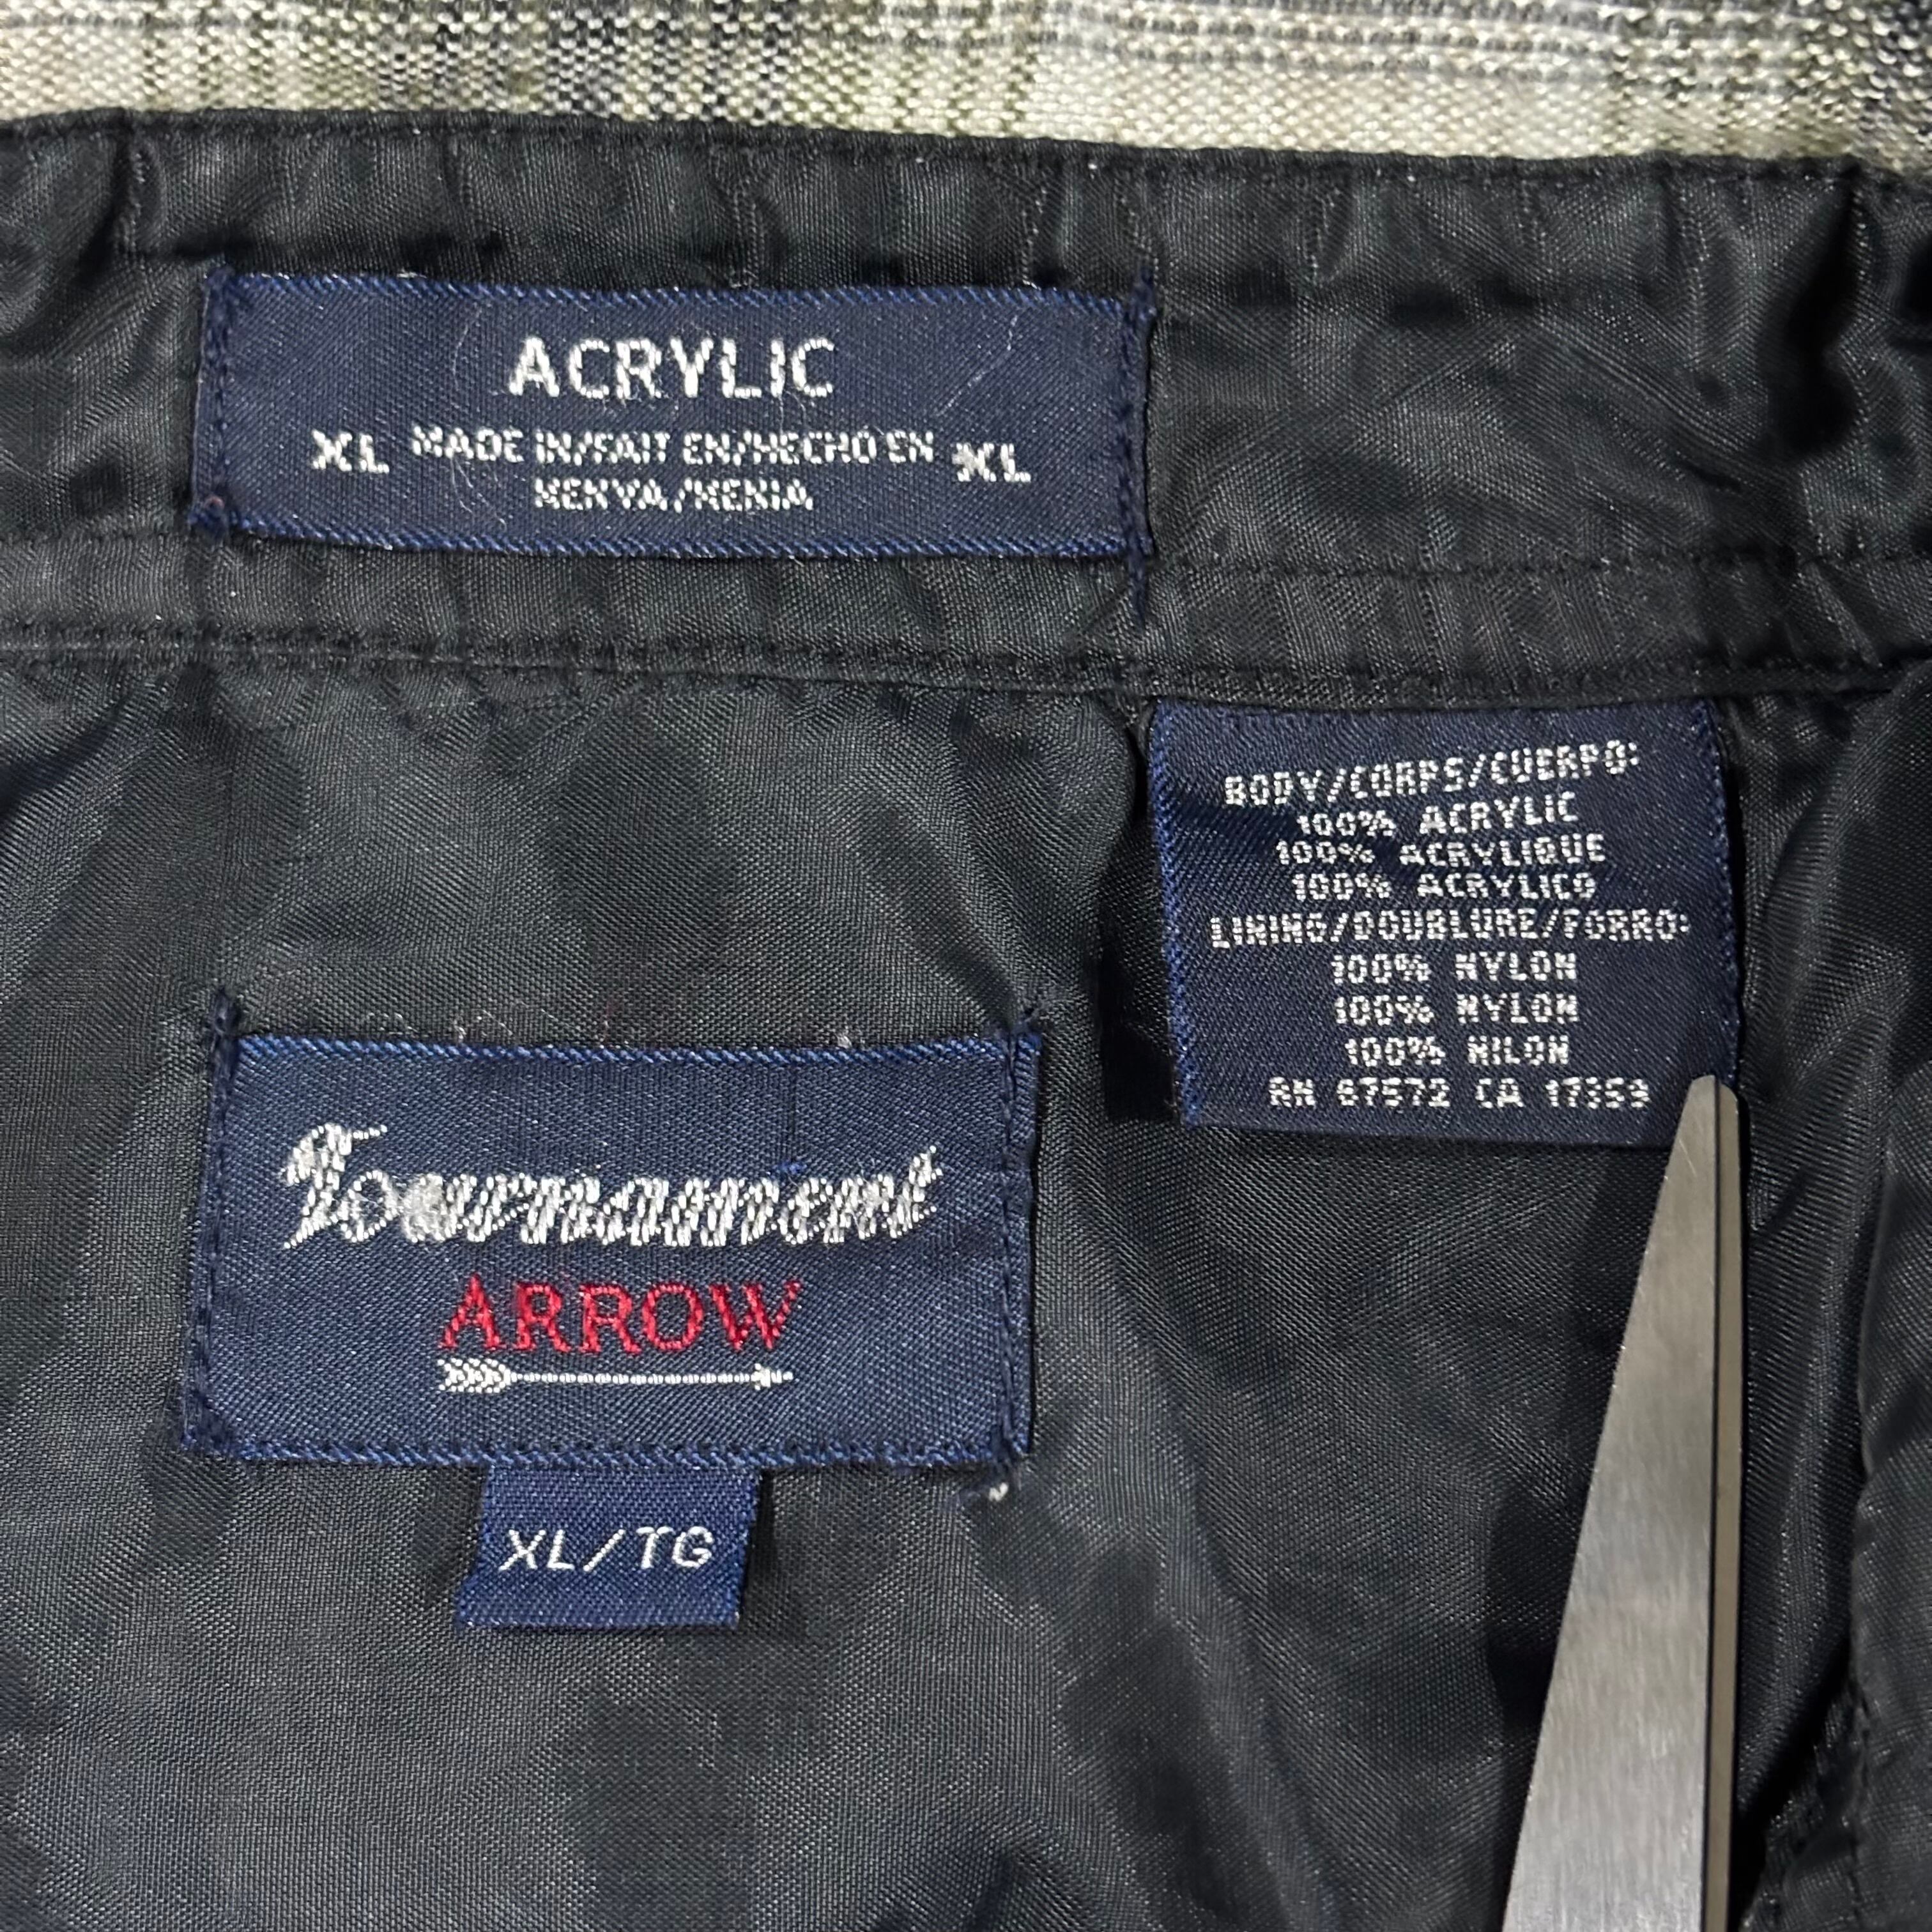 ACRYLIC
XL MADE IN/FAIT EN/HECHO EN XL
KENYA/KENIA
BODY/CORPS/CUERPO:
100% ACRYLIC
100% ACRYLIQUE
100% ACRYLICO
LINING/DOUBLURE/FORRO:
100% NYLON
100% NYLON
100% NILON
RN 67572 CA 17359
Tournament
ARROW
XL/TG